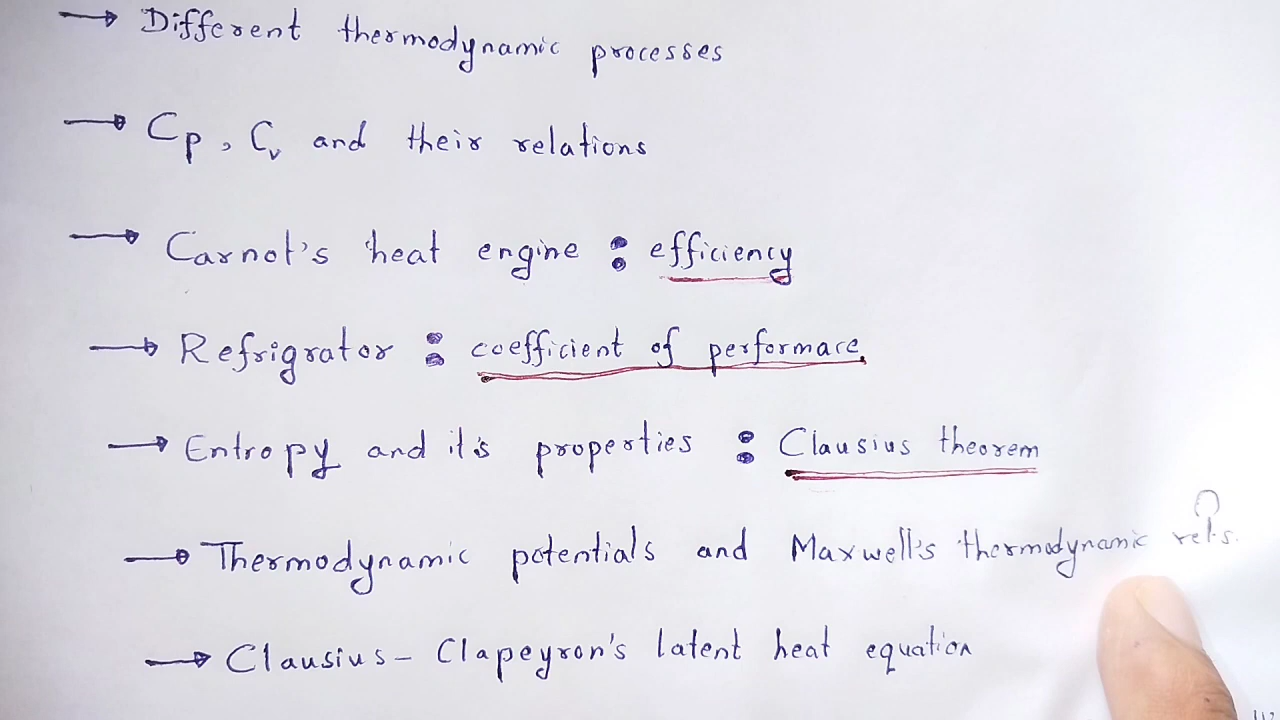 → Different thermodynamic processes
→ Cp, Cv and their relations
→ Carnot's heat engine : efficiency
→ Refrigrator : coefficient of performace.
→ Entropy and it's properties : Clausius theorem
→ Thermodynamic potentials and Maxwell's thermodynamic relⁿs.
→ Clausius - Clapeyron's latent heat equation